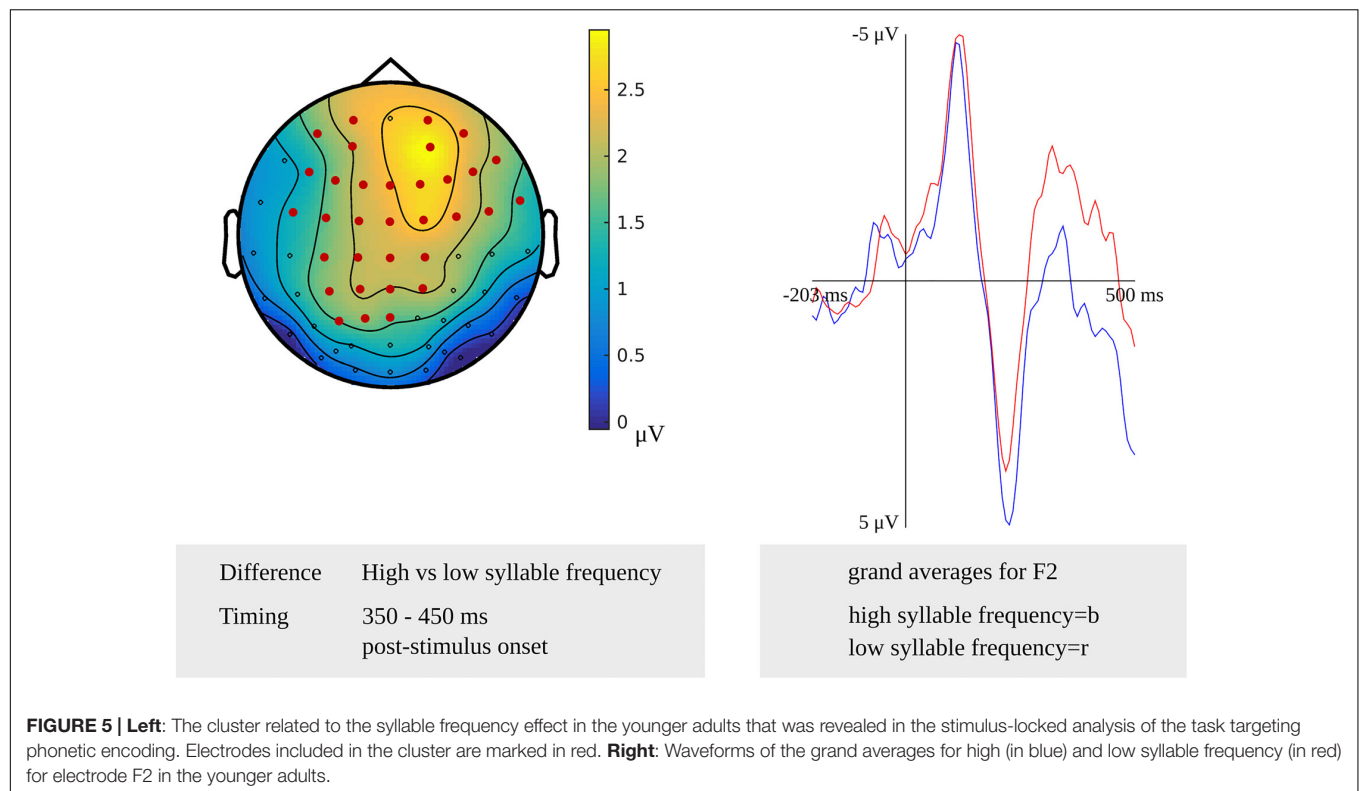 2.5
2
1.5
1
0.5
0
μV
-5 μV
-203 ms
500 ms
5 μV
Difference High vs low syllable frequency
Timing 350 - 450 ms
post-stimulus onset
grand averages for F2
high syllable frequency=b
low syllable frequency=r
FIGURE 5 | Left: The cluster related to the syllable frequency effect in the younger adults that was revealed in the stimulus-locked analysis of the task targeting
phonetic encoding. Electrodes included in the cluster are marked in red. Right: Waveforms of the grand averages for high (in blue) and low syllable frequency (in red)
for electrode F2 in the younger adults.